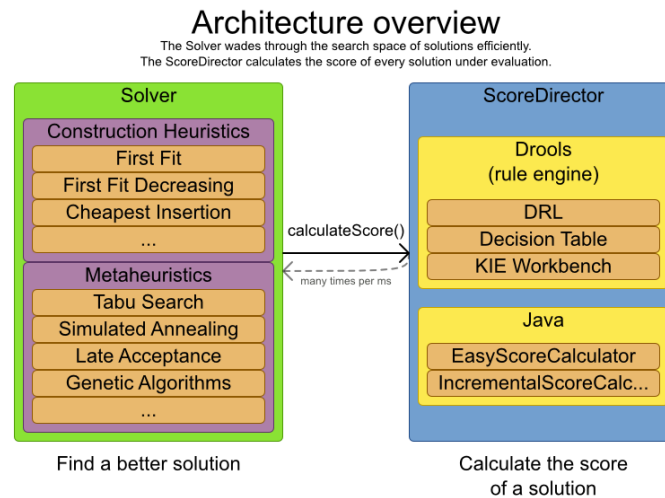 Architecture overview
The Solver wades through the search space of solutions efficiently.
The ScoreDirector calculates the score of every solution under evaluation.
Solver
Construction Heuristics
First Fit
First Fit Decreasing
Cheapest Insertion
...
Metaheuristics
Tabu Search
Simulated Annealing
Late Acceptance
Genetic Algorithms
...
Find a better solution
calculateScore()
many times per ms
ScoreDirector
Drools
(rule engine)
DRL
Decision Table
KIE Workbench
Java
EasyScoreCalculator
IncrementalScoreCalc...
Calculate the score
of a solution